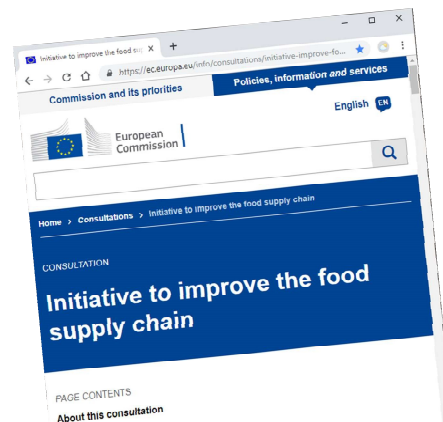 Initiative to improve the food su
https://ec.europa.eu/info/consultations/initiative-improve-fo...
Commission and its priorities
Policies, information and services
English EN
European
Commission
Home > Consultations > Initiative to improve the food supply chain
CONSULTATION
Initiative to improve the food
supply chain
PAGE CONTENTS
About this consultation